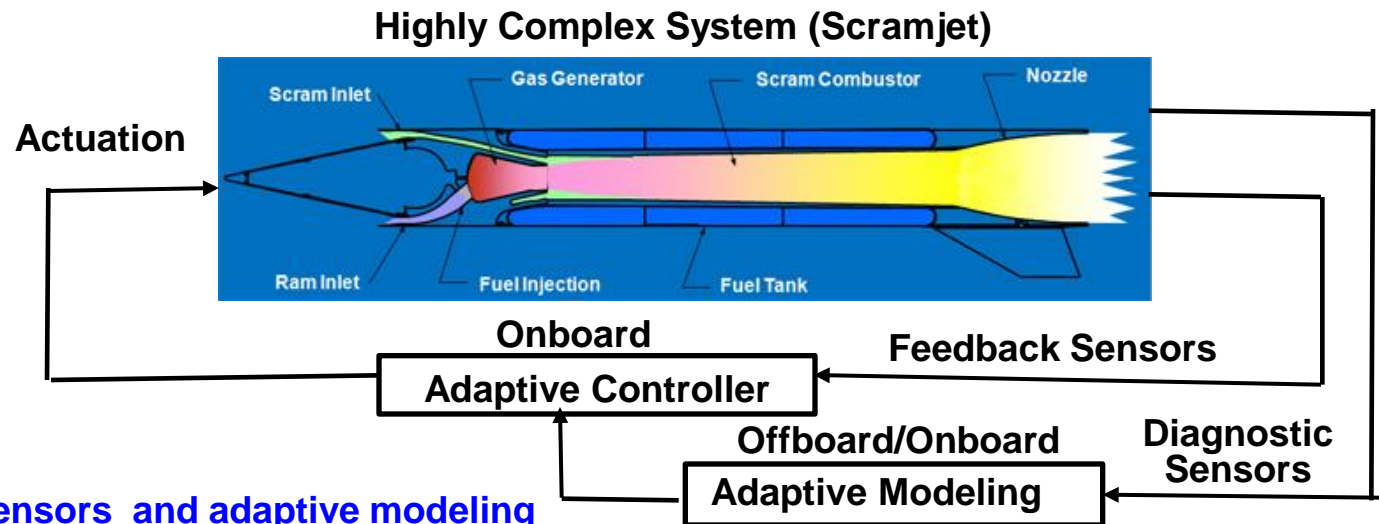 Highly Complex System (Scramjet)
Gas Generator
Scram Combustor
Nozzle
Scram Inlet
Actuation
Ram Inlet
Fuel Injection
Fuel Tank
Onboard
Feedback Sensors
Adaptive Controller
Offboard/Onboard
Diagnostic
Sensors
Adaptive Modeling
and adaptive modeling